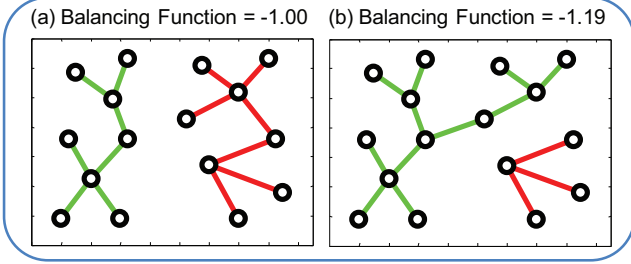 (a) Balancing Function = -1.00
(b) Balancing Function = -1.19